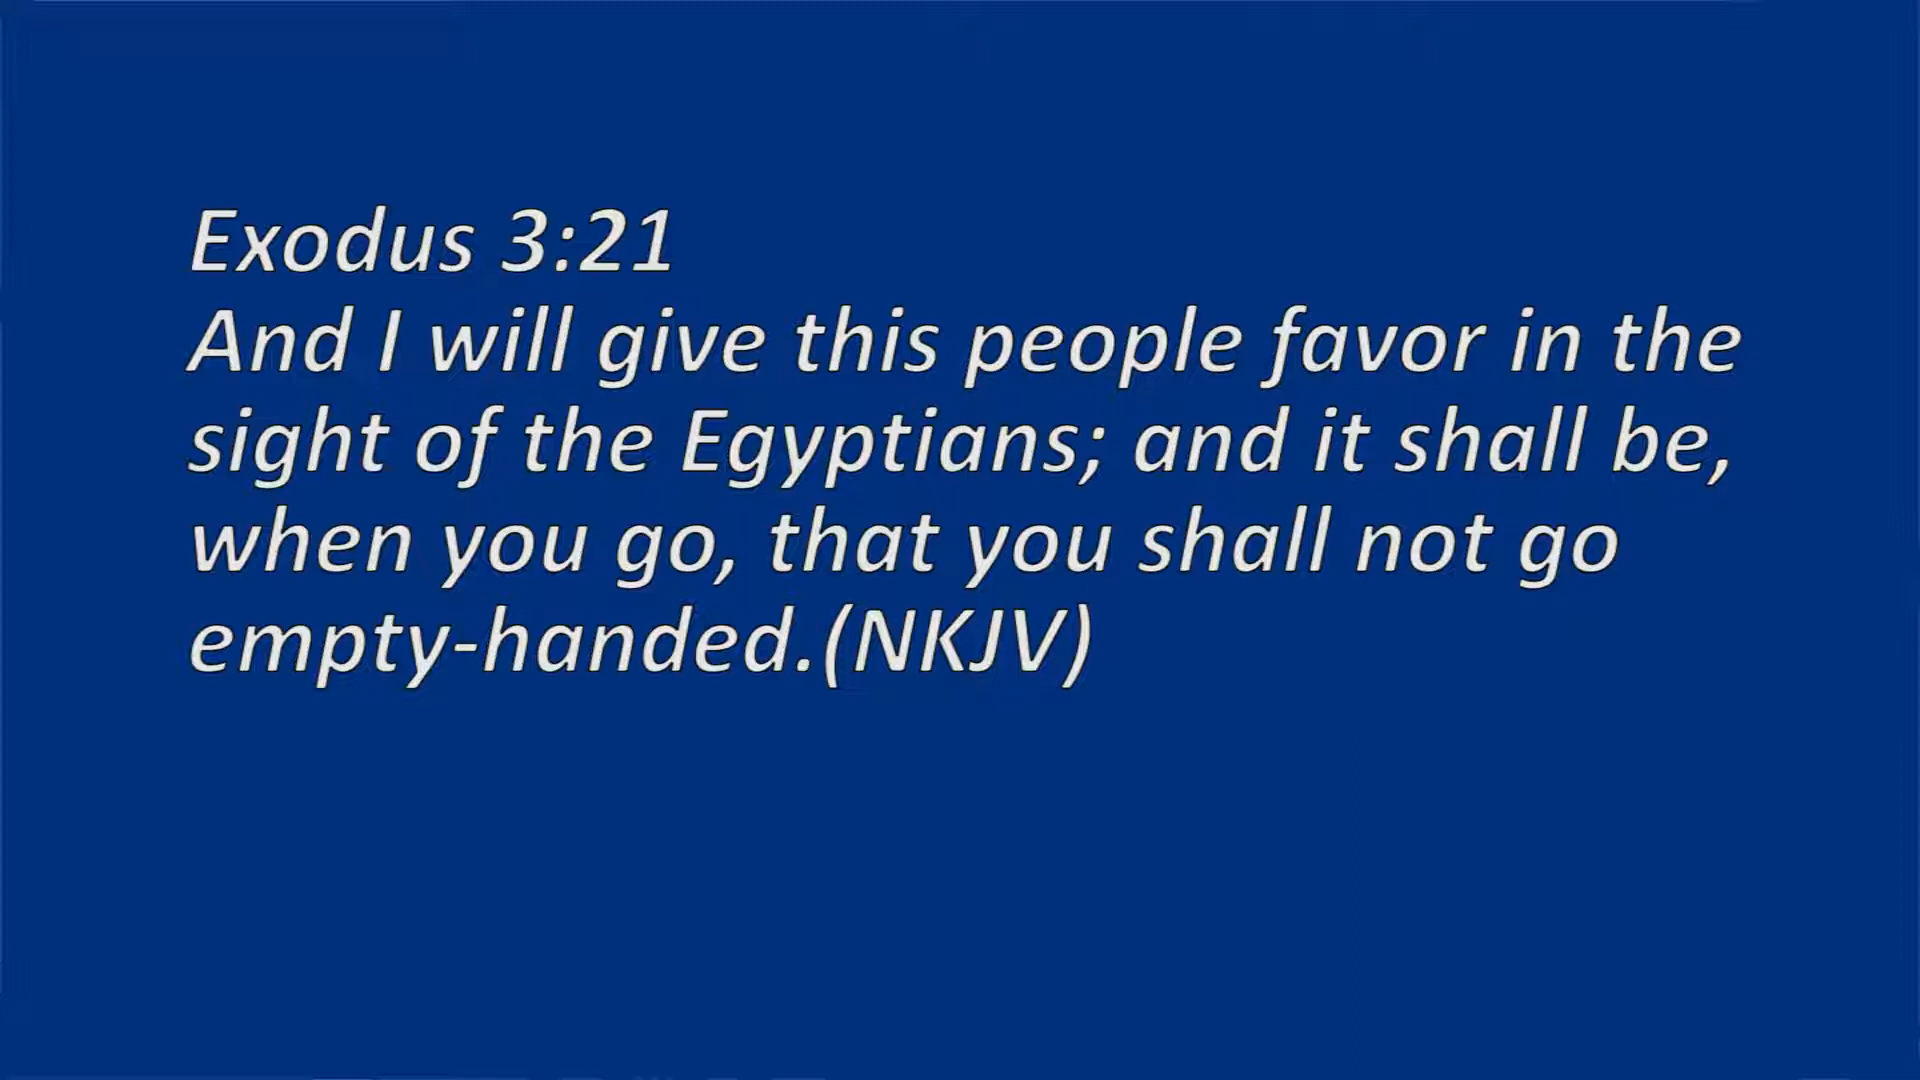 Exodus 3:21
And I will give this people favor in the
sight of the Egyptians; and it shall be,
when you go, that you shall not go
empty-handed.(NKJV)